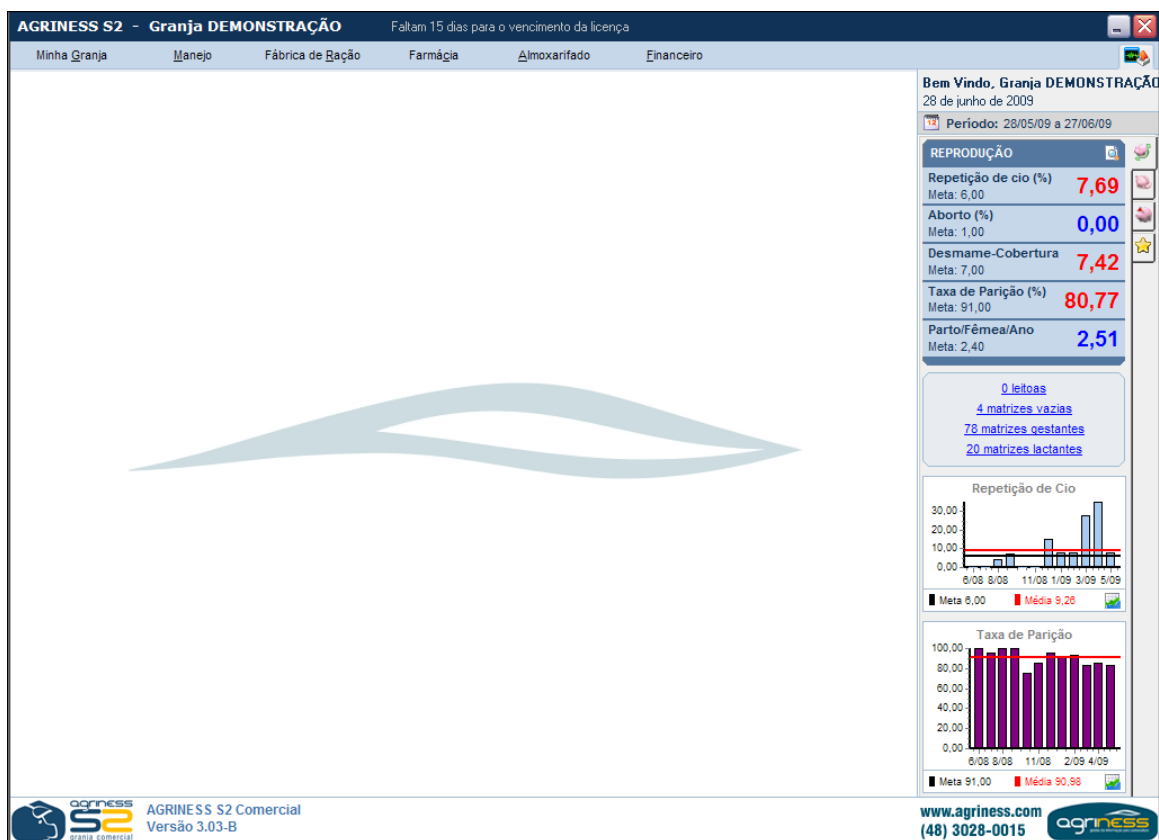 AGRINESS S2 - Granja DEMONSTRAÇÃO Faltam 15 dias para o vencimento da licença
Minha Granja Manejo Fábrica de Ração Farmácia Almoxarifado Financeiro
Bem Vindo, Granja DEMONSTRAÇÃO
28 de junho de 2009
12 Período: 28/05/09 a 27/06/09
REPRODUÇÃO
Repetição de cio (%)
Meta: 6,00
7,69
Aborto (%)
Meta: 1,00
0,00
Desmame-Cobertura
Meta: 7,00
7,42
Taxa de Parição (%)
Meta: 91,00
80,77
Parto/Fêmea/Ano
Meta: 2,40
2,51
0 leitoas
4 matrizes vazias
78 matrizes gestantes
20 matrizes lactantes
Repetição de Cio
30,00
20,00
10,00
0,00
6/08 8/08 11/08 1/09 3/09 5/09
Meta 6,00 Média 9,26
Taxa de Parição
100,00
80,00
60,00
40,00
20,00
0,00
6/08 8/08 11/08 2/09 4/09
Meta 91,00 Média 90,98
agriness
S2
granja comercial
AGRINESS S2 Comercial
Versão 3.03-B
www.agriness.com
(48) 3028-0015
agriness